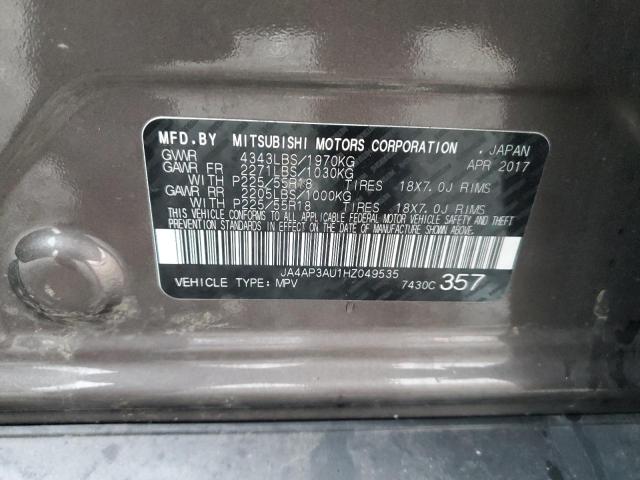 MFD.BY MITSUBISHI MOTORS CORPORATION , JAPAN
GVWR 4343LBS/1970KG APR 2017
GAWR FR 2271LBS/1030KG
WITH P225/55R18 TIRES 18X7.0J RIMS
GAWR RR 2205LBS/1000KG
WITH P225/55R18 TIRES 18X7.0J RIMS
THIS VEHICLE CONFORMS TO ALL APPLICABLE FEDERAL MOTOR VEHICLE SAFETY AND THEFT
PREVENTION STANDARDS IN EFFECT ON THE DATE OF MANUFACTURE SHOWN ABOVE.
JA4AP3AU1HZ049535
VEHICLE TYPE: MPV 7430C 357